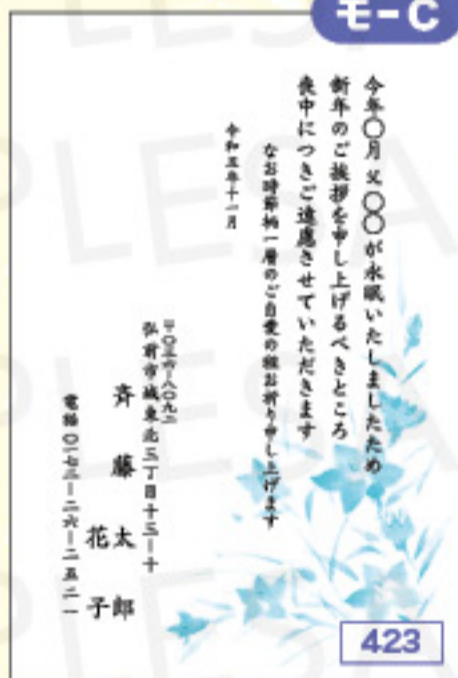 モ-C
今年〇月 父〇〇が永眠いたしましたため
新年のご挨拶を申し上げるべきところ
喪中につきご遠慮させていただきます
なお時節柄一層のご自愛の程お祈り申し上げます
令和五年十一月
〒〇三六-八〇九二
弘前市城東北三丁目十三-十
斉藤太郎
花子
電話〇一七二-二六-二五二一
423